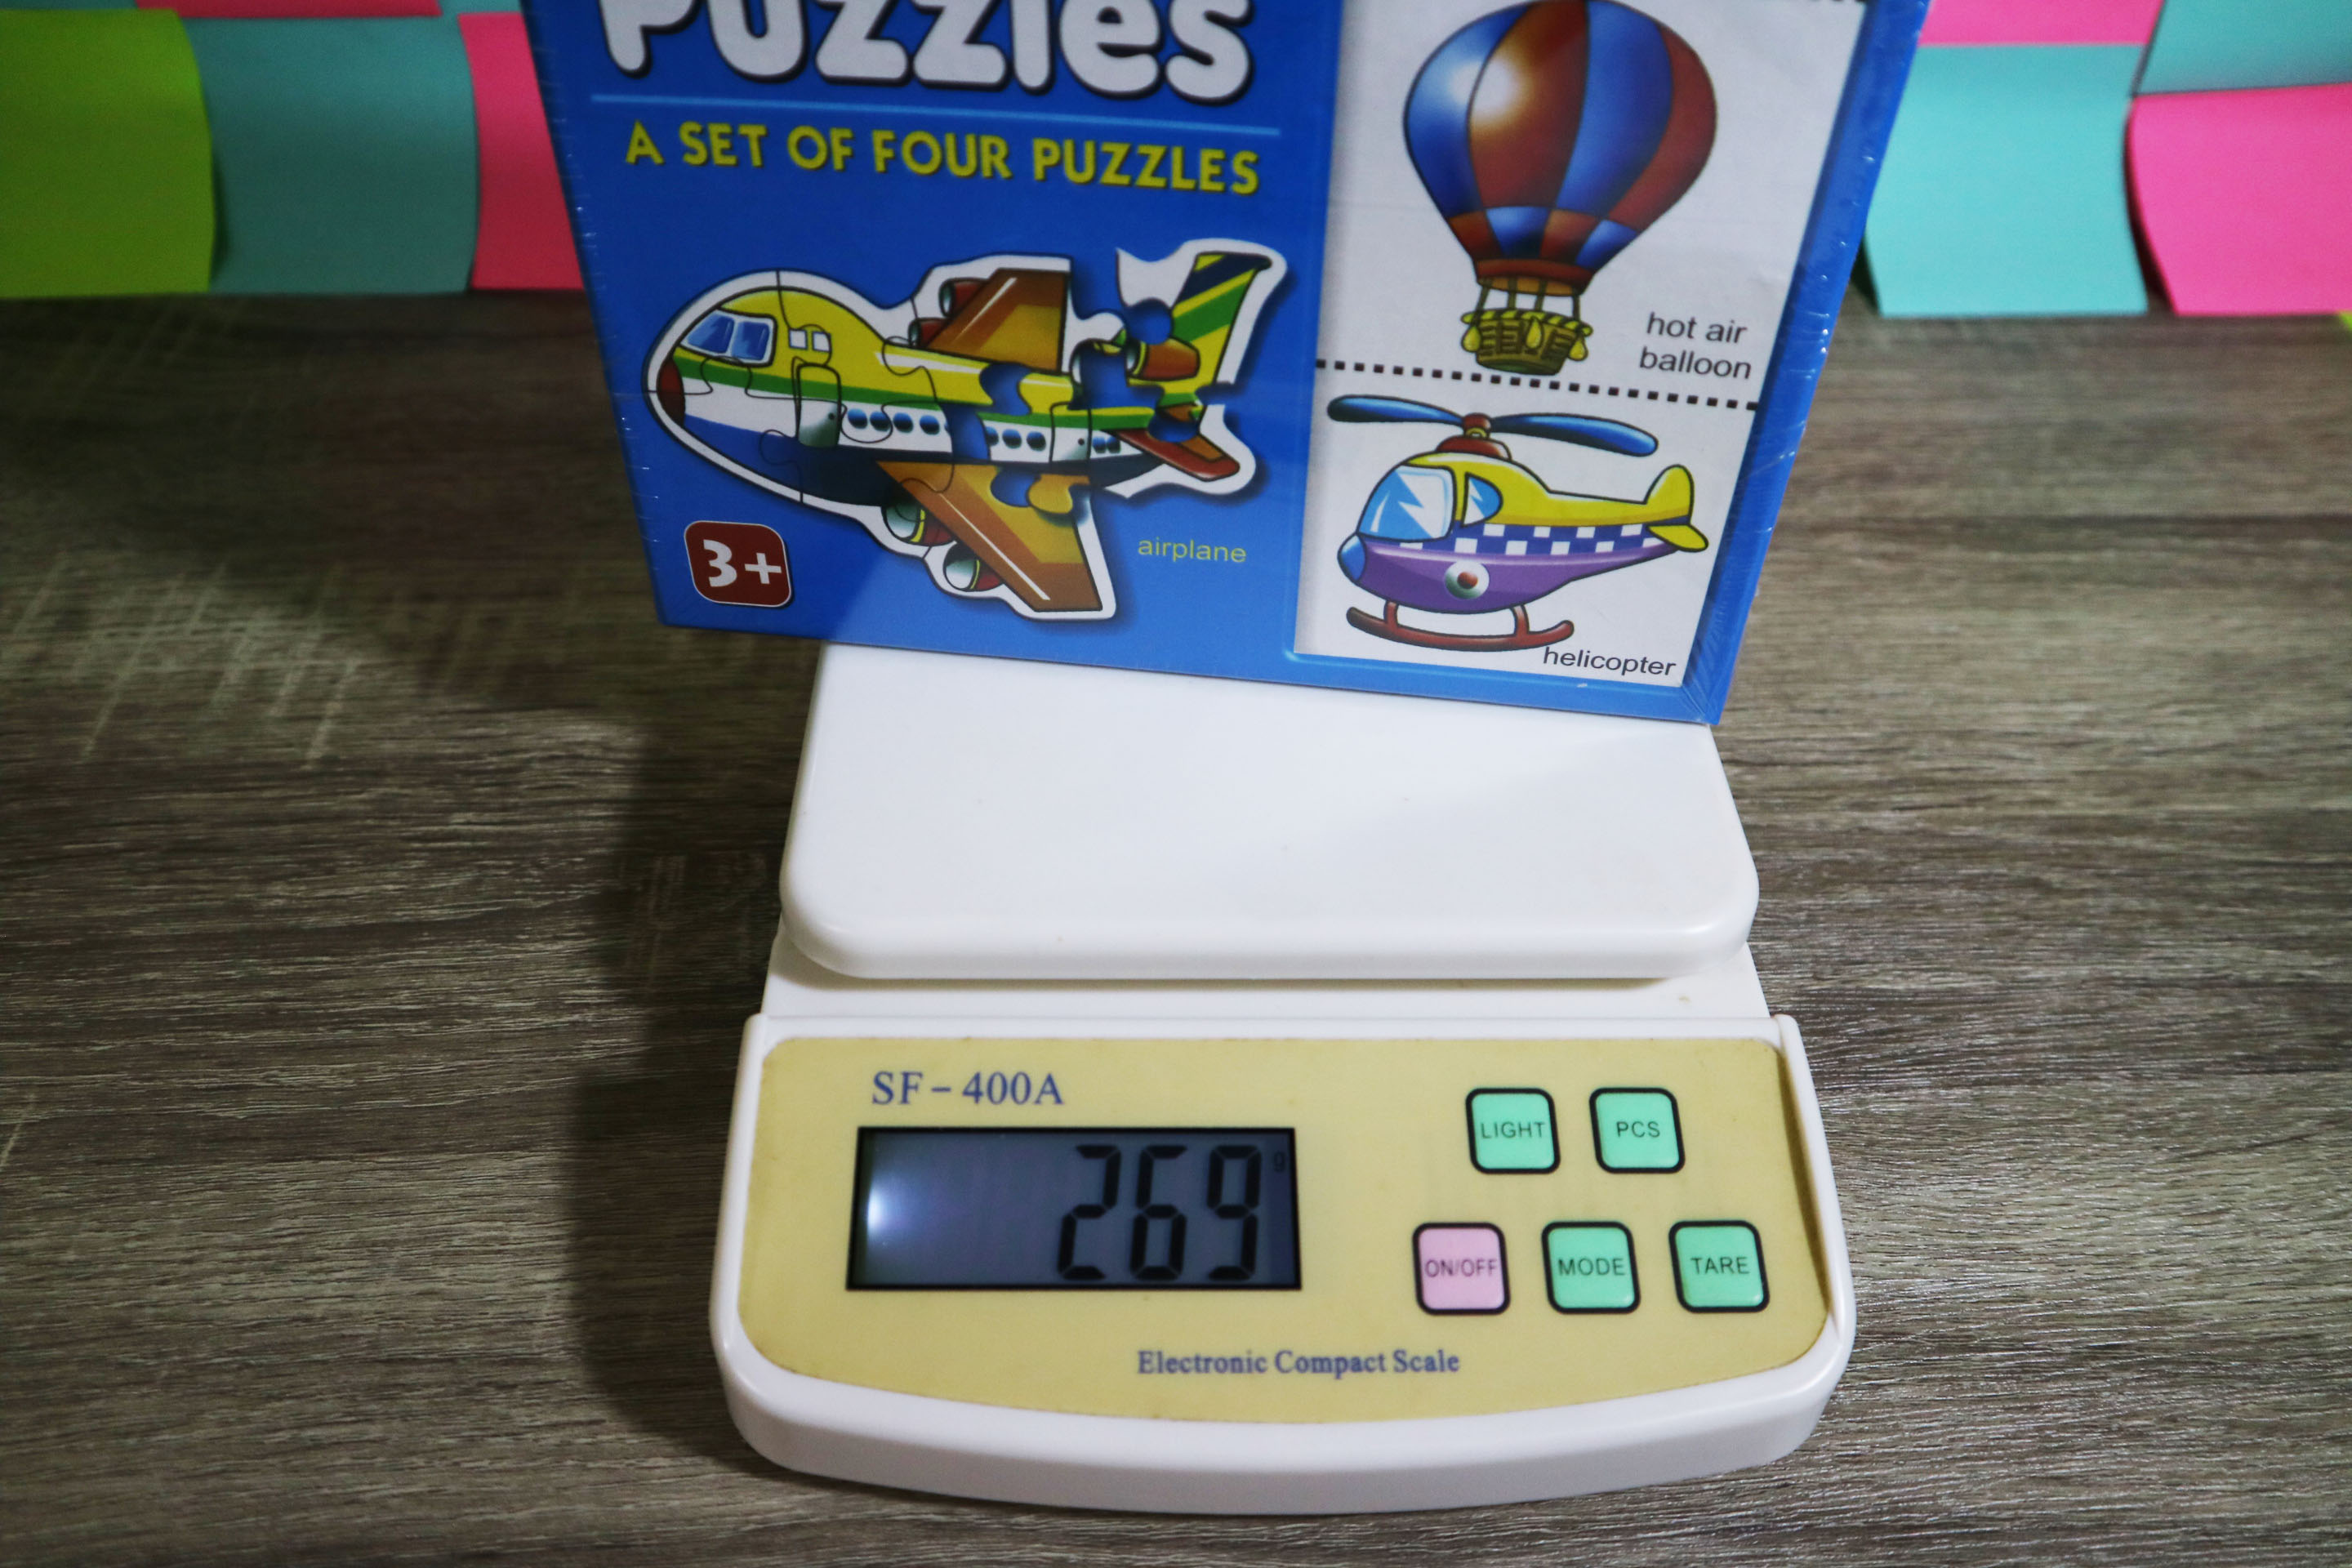 Puzzles
A SET OF FOUR PUZZLES
hot air
balloon
airplane
3+
helicopter
SF-400A
269 g
LIGHT PCS
ON/OFF MODE TARE
Electronic Compact Scale